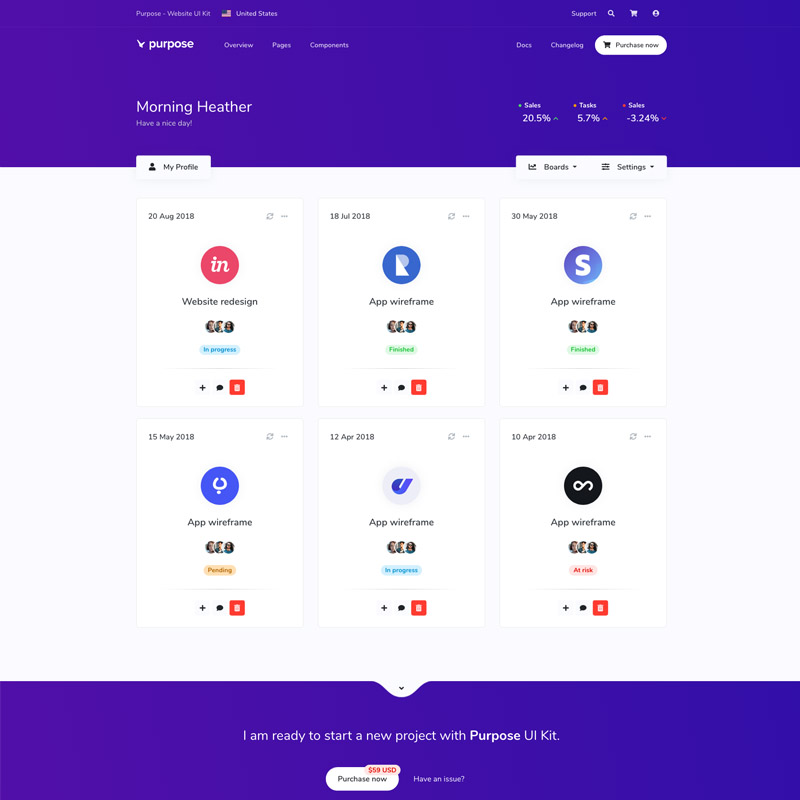 Purpose - Website UI Kit United States Support
purpose Overview Pages Components Docs Changelog Purchase now
Morning Heather
Have a nice day!
Sales Tasks Sales
20.5% 5.7% -3.24%
My Profile Boards Settings
20 Aug 2018 18 Jul 2018 30 May 2018
in R S
Website redesign App wireframe App wireframe
In progress Finished Finished
15 May 2018 12 Apr 2018 10 Apr 2018
App wireframe App wireframe App wireframe
Pending In progress At risk
I am ready to start a new project with Purpose UI Kit.
$59 USD
Purchase now Have an issue?